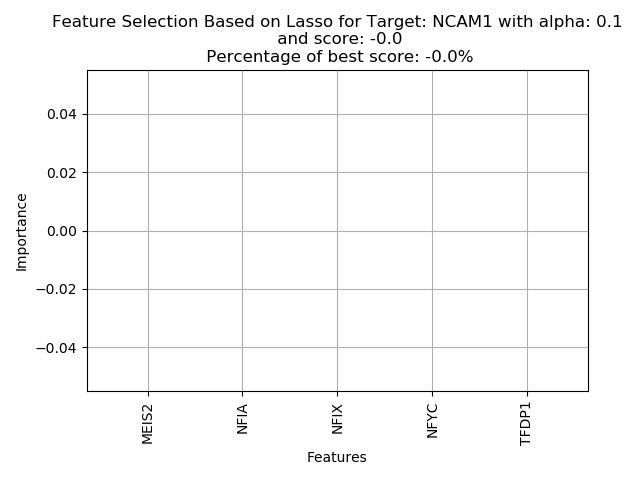 Feature Selection Based on Lasso for Target: NCAM1 with alpha: 0.1
and score: -0.0
Percentage of best score: -0.0%
0.04
0.02
0.00
−0.02
−0.04
Importance
MEIS2
NFIA
NFIX
NFYC
TFDP1
Features